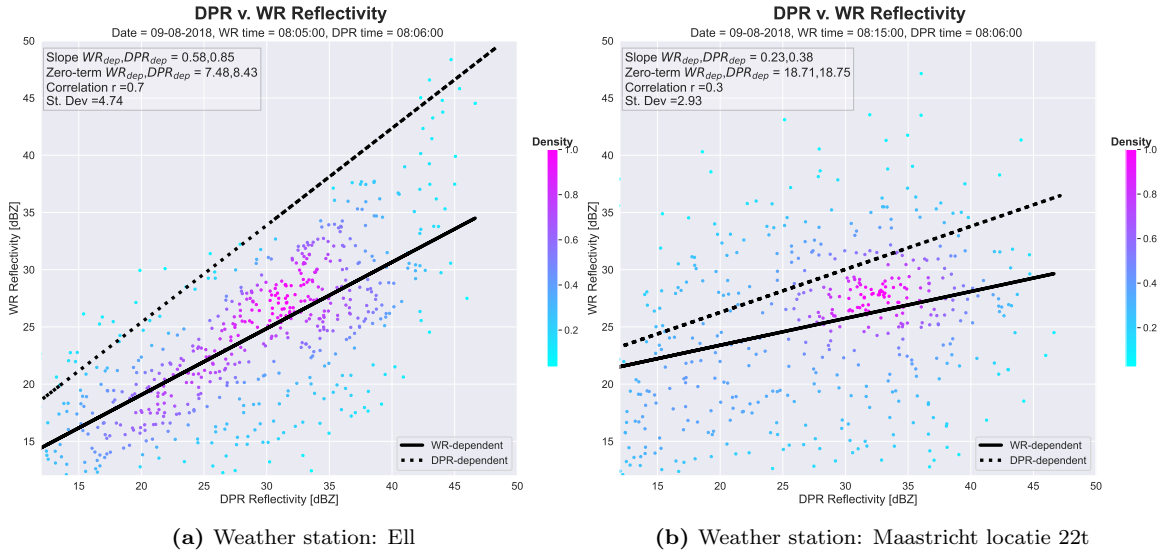 DPR v. WR Reflectivity
Date = 09-08-2018, WR time = 08:05:00, DPR time = 08:06:00
Slope WR_dep,DPR_dep = 0.58,0.85
Zero-term WR_dep,DPR_dep = 7.48,8.43
Correlation r =0.7
St. Dev =4.74
50
45
40
35
30
25
20
15
WR Reflectivity [dBZ]
15 20 25 30 35 40 45 50
DPR Reflectivity [dBZ]
WR-dependent
DPR-dependent
Density
1.0
0.8
0.6
0.4
0.2
(a) Weather station: Ell
DPR v. WR Reflectivity
Date = 09-08-2018, WR time = 08:15:00, DPR time = 08:06:00
Slope WR_dep,DPR_dep = 0.23,0.38
Zero-term WR_dep,DPR_dep = 18.71,18.75
Correlation r =0.3
St. Dev =2.93
50
45
40
35
30
25
20
15
WR Reflectivity [dBZ]
15 20 25 30 35 40 45 50
DPR Reflectivity [dBZ]
WR-dependent
DPR-dependent
Density
1.0
0.8
0.6
0.4
0.2
(b) Weather station: Maastricht locatie 22t